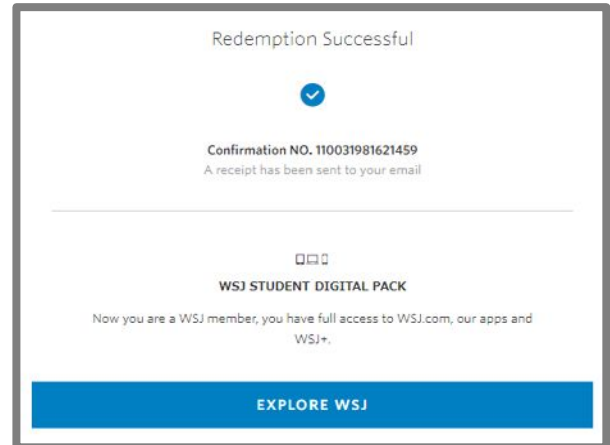 Redemption Successful
Confirmation NO. 110031981621459
A receipt has been sent to your email
WSJ STUDENT DIGITAL PACK
Now you are a WSJ member, you have full access to WSJ.com, our apps and
WSJ+.
EXPLORE WSJ